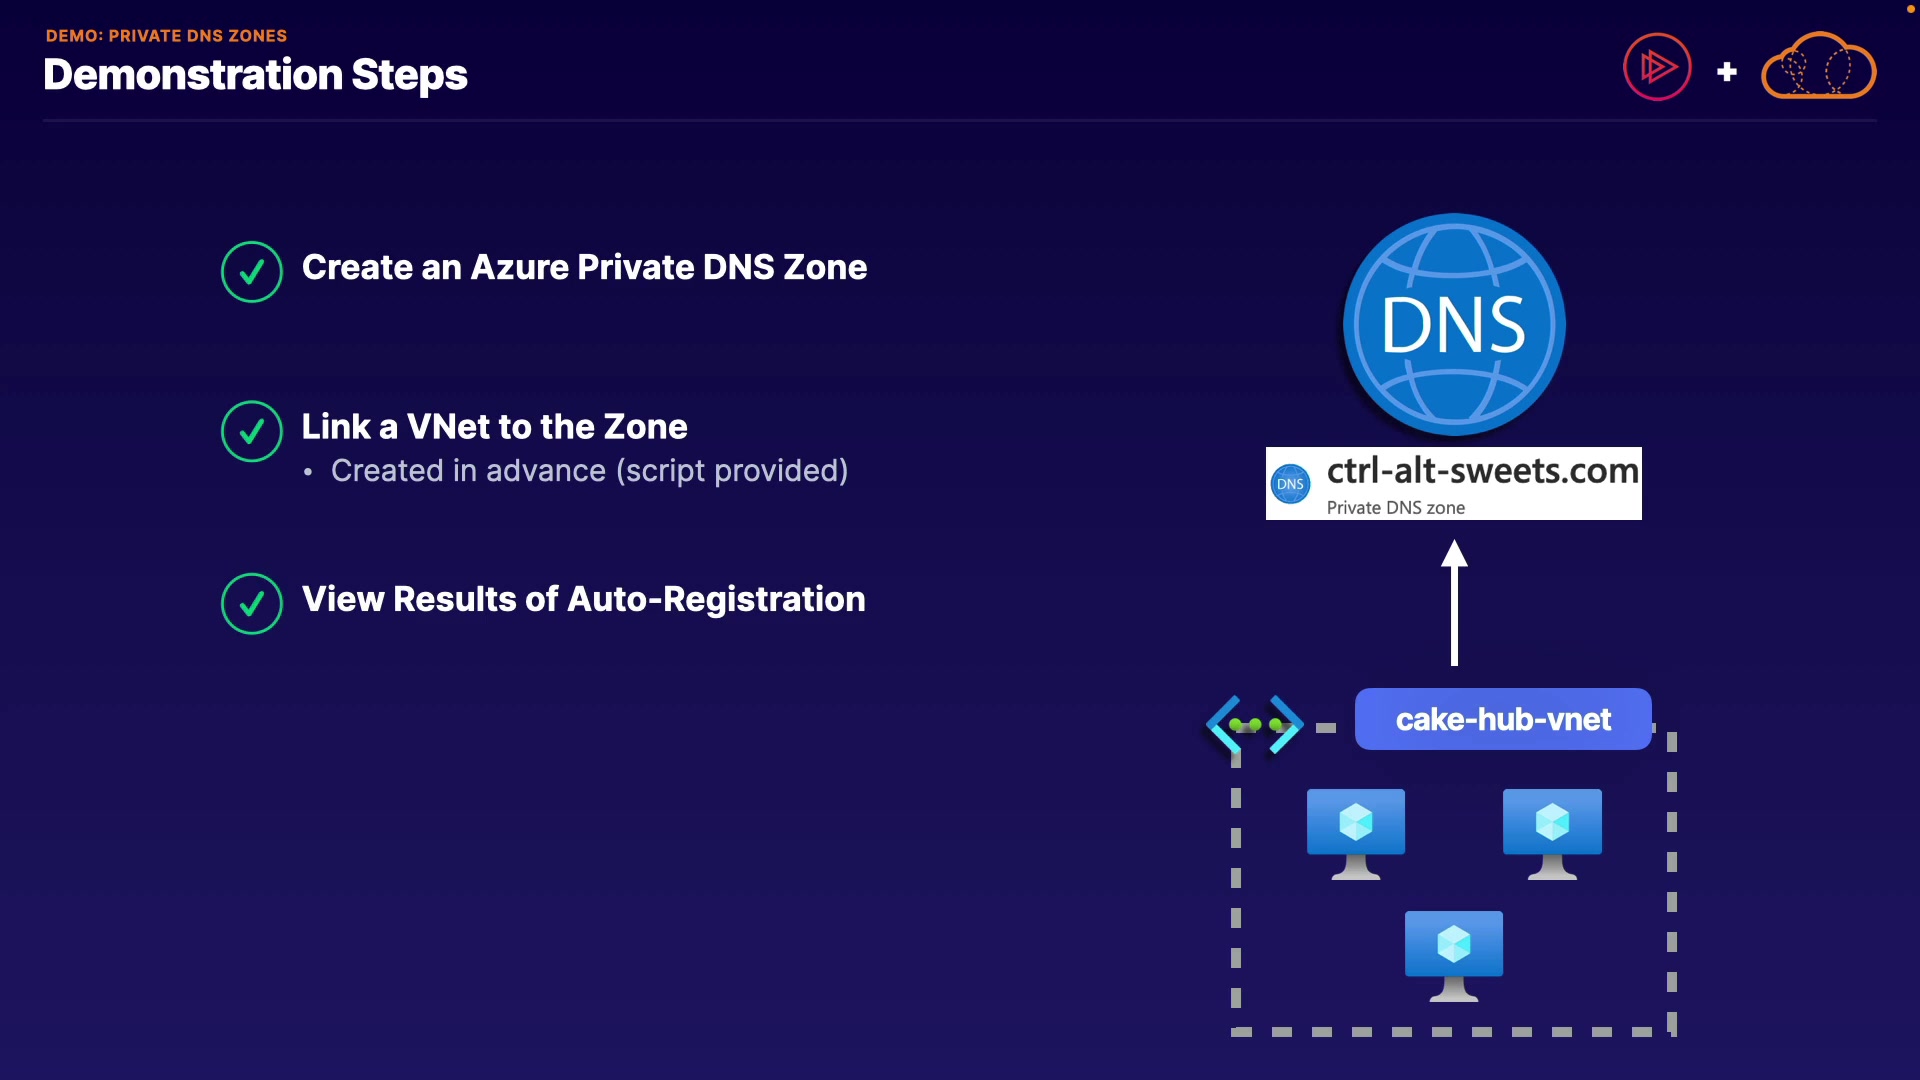 DEMO: PRIVATE DNS ZONES
Demonstration Steps
Create an Azure Private DNS Zone
Link a VNet to the Zone
• Created in advance (script provided)
View Results of Auto-Registration
DNS
DNS
ctrl-alt-sweets.com
Private DNS zone
cake-hub-vnet